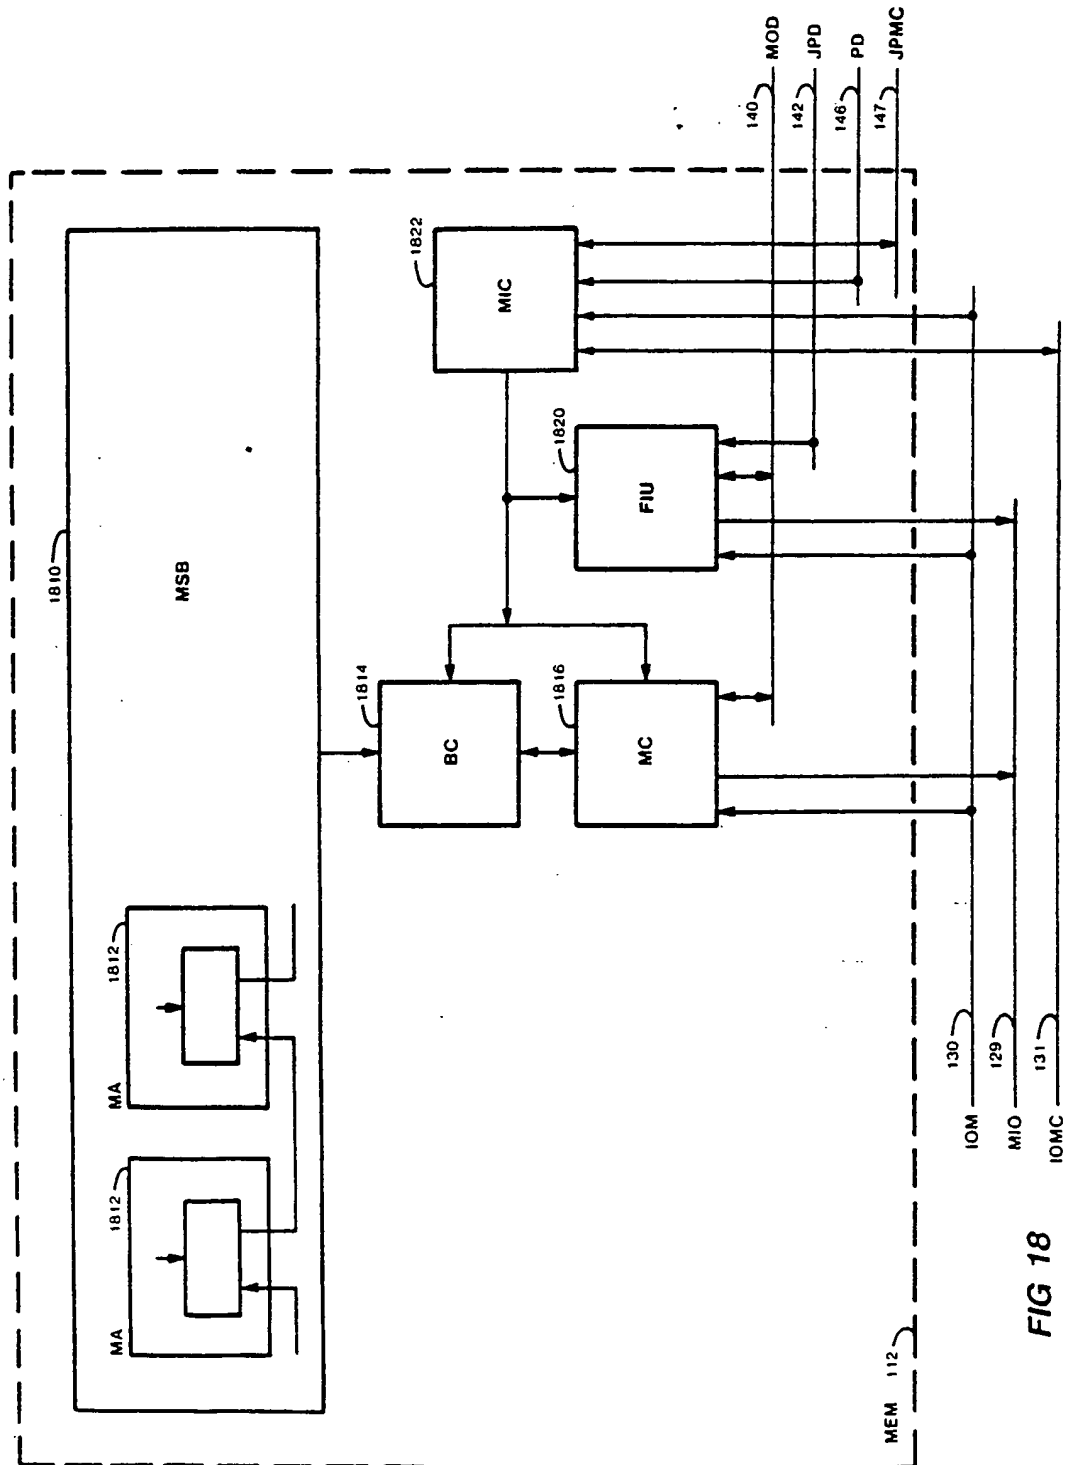 1810
MA 1812
MA 1812
MSB
1814
BC
1822
MIC
1816
MC
1820
FIU
140 MOD
142 JPD
146 PD
147 JPMC
MEM 112
IOM 130
MIO 129
IOMC 131
FIG 18